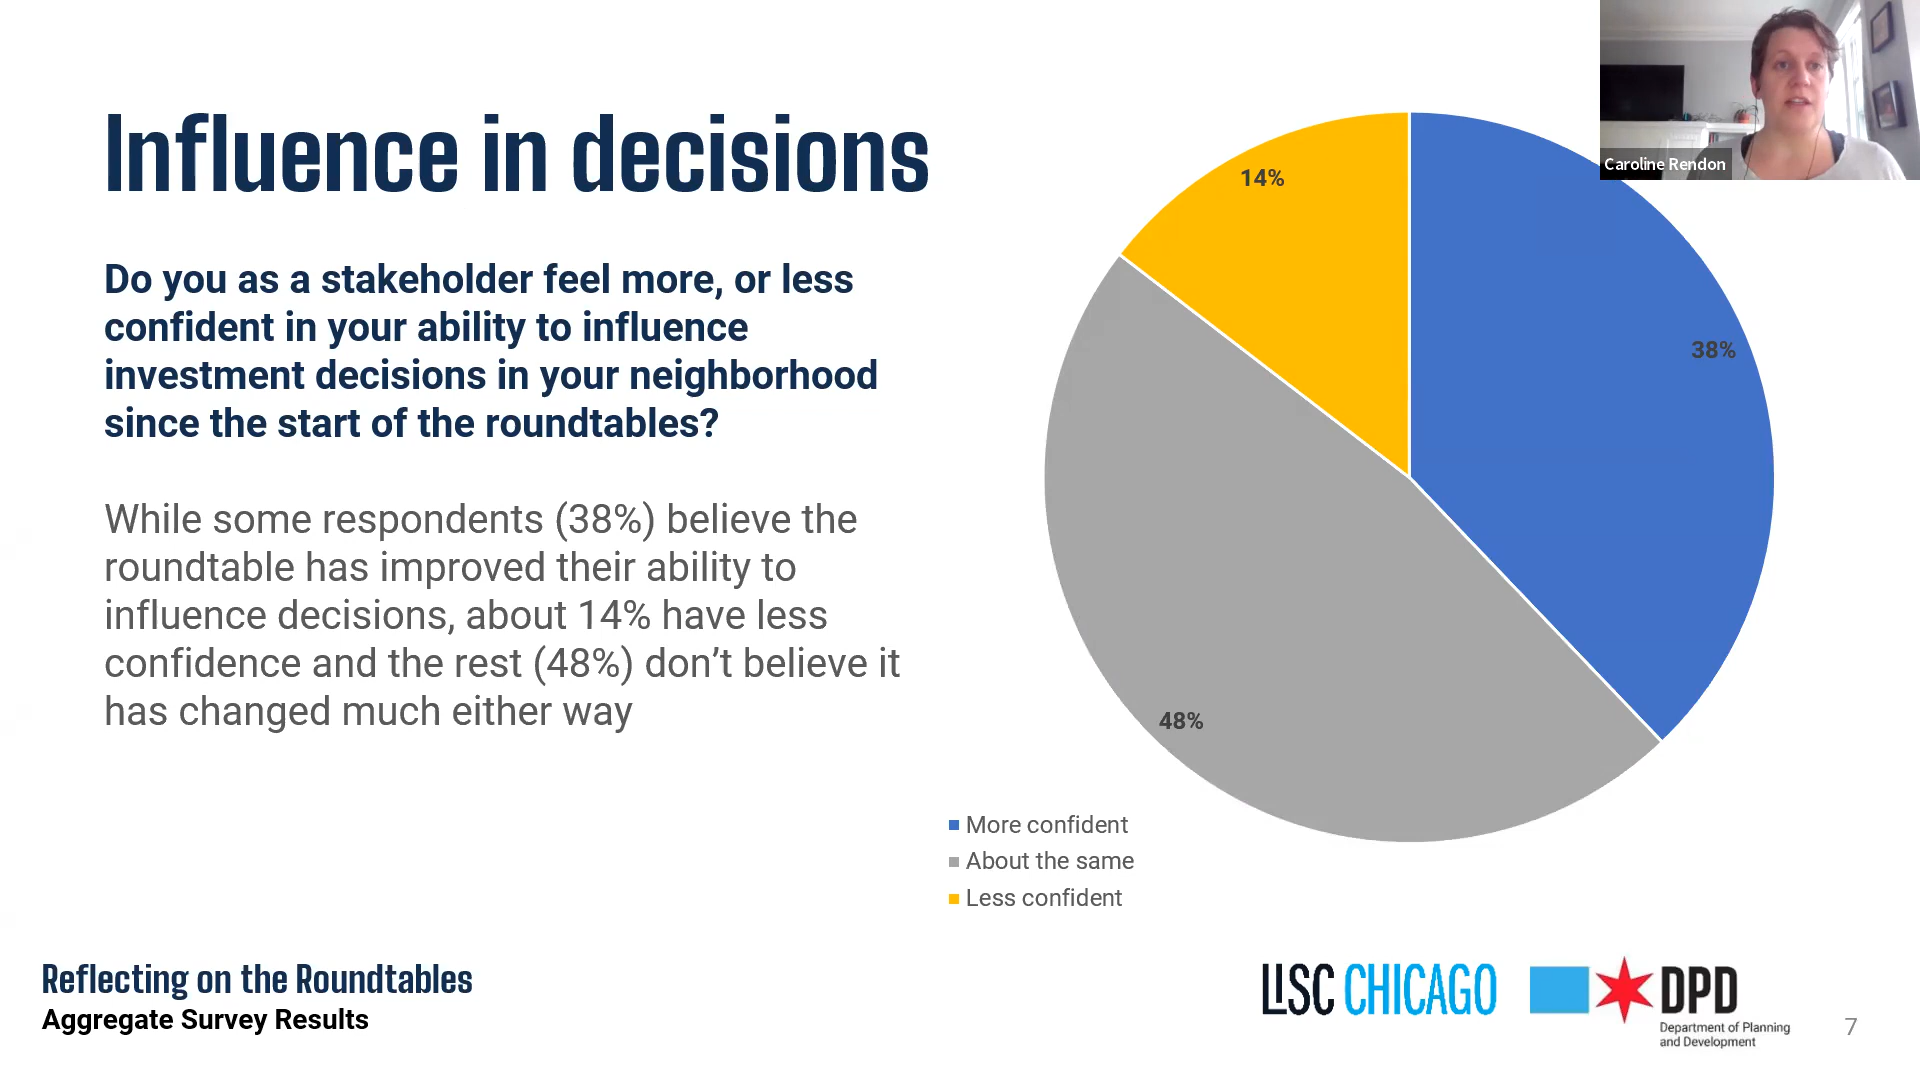 Influence in decisions
Do you as a stakeholder feel more, or less
confident in your ability to influence
investment decisions in your neighborhood
since the start of the roundtables?
While some respondents (38%) believe the
roundtable has improved their ability to
influence decisions, about 14% have less
confidence and the rest (48%) don’t believe it
has changed much either way
14%
38%
48%
More confident
About the same
Less confident
Caroline Rendon
Reflecting on the Roundtables
Aggregate Survey Results
LISC CHICAGO
DPD
Department of Planning
and Development
7